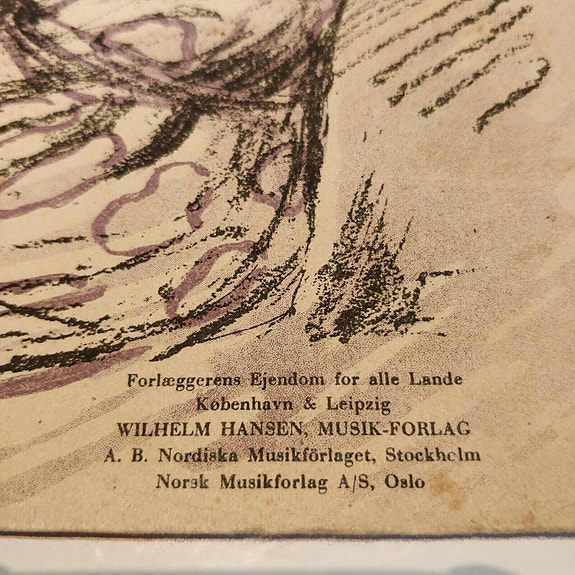 Forlæggerens Ejendom for alle Lande
København & Leipzig
WILHELM HANSEN, MUSIK-FORLAG
A. B. Nordiska Musikförlaget, Stockholm
Norsk Musikforlag A/S, Oslo